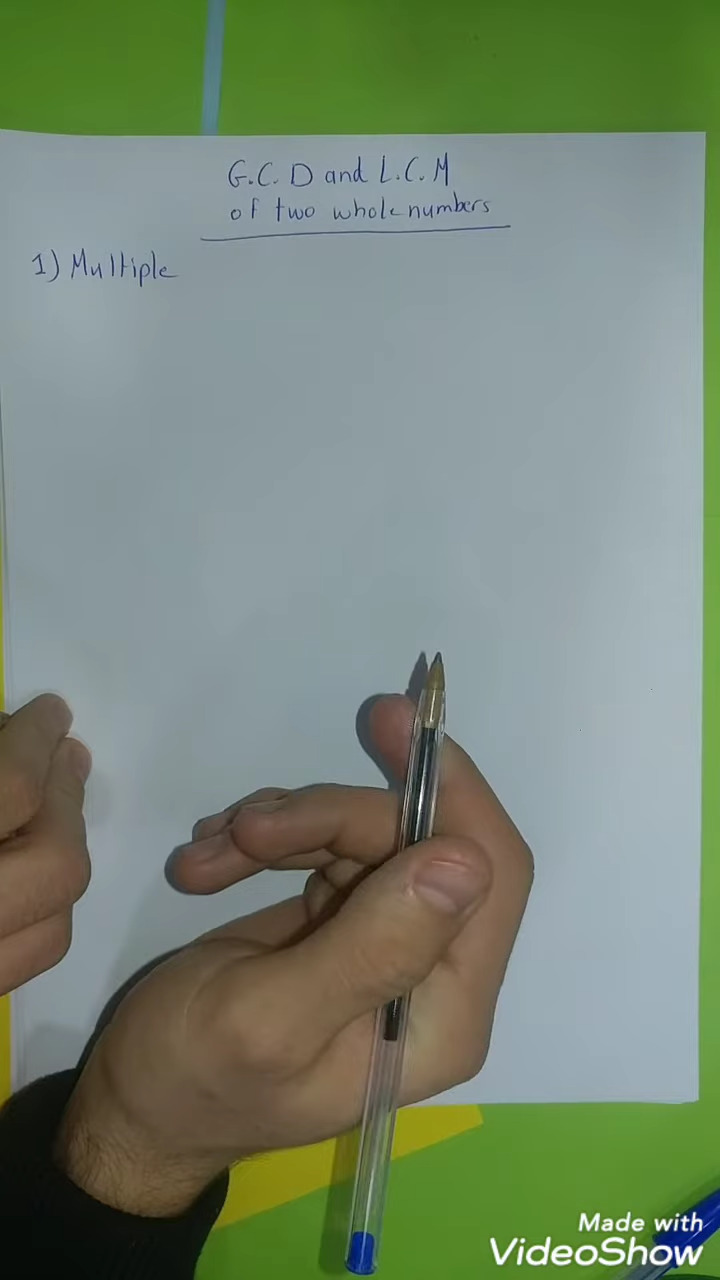 G.C.D and L.C.M
of two whole numbers
1) Multiple
Made with
VideoShow